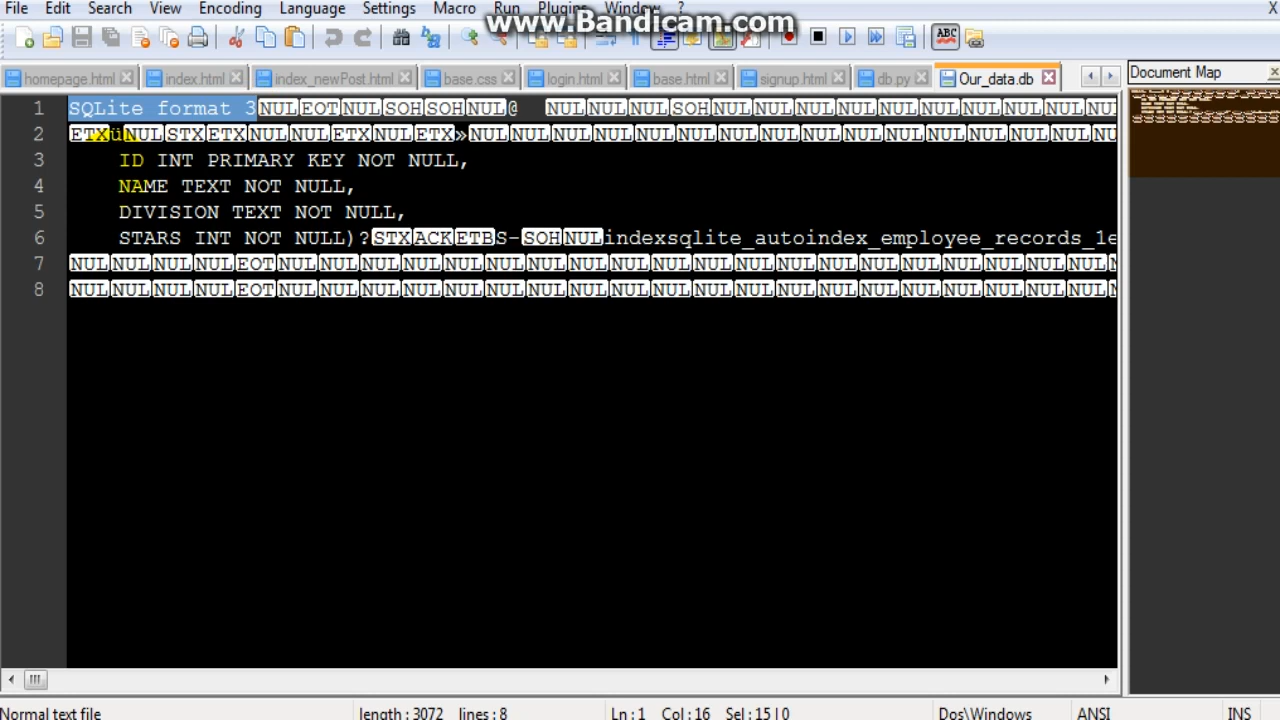 File Edit Search View Encoding Language Settings Macro Run Plugins Window ? X
www.Bandicam.com
homepage.html index.html index_newPost.html base.css login.html base.html signup.html db.py Our_data.db
Document Map
1 SQLite format 3NULEOTNULSOHSOHNUL@ NULNULNULSOHNULNULNULNULNULNULNULNULNULNU
2 ETXüNULSTXETXNULNULETXNULETX»NULNULNULNULNULNULNULNULNULNULNULNULNULNULNULNU
3 ID INT PRIMARY KEY NOT NULL,
4 NAME TEXT NOT NULL,
5 DIVISION TEXT NOT NULL,
6 STARS INT NOT NULL)?STXACKETBS-SOHNULindexsqlite_autoindex_employee_records_1e
7 NULNULNULNULEOTNULNULNULNULNULNULNULNULNULNULNULNULNULNULNULNULNULNULNULNUL
8 NULNULNULNULEOTNULNULNULNULNULNULNULNULNULNULNULNULNULNULNULNULNULNULNULNUL
Normal text file length : 3072 lines : 8 Ln : 1 Col : 16 Sel : 15 | 0 Dos\Windows ANSI INS